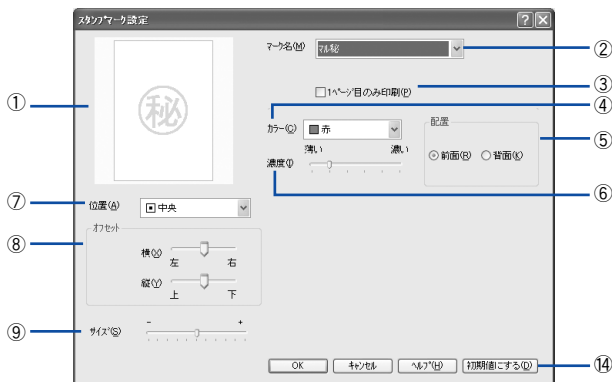 スタンプマーク設定
マーク名(M) マル秘
②
1ページ目のみ印刷(P)
③
①
秘
カラー(C) 赤
④
配置
前面(R) 背面(K)
⑤
薄い 濃い
濃度(I)
⑥
⑦
位置(A) 中央
⑧
オフセット
横(X)
左 右
縦(Y)
上 下
⑨
サイズ(S)
- +
OK キャンセル ヘルプ(H) 初期値にする(D)
⑭